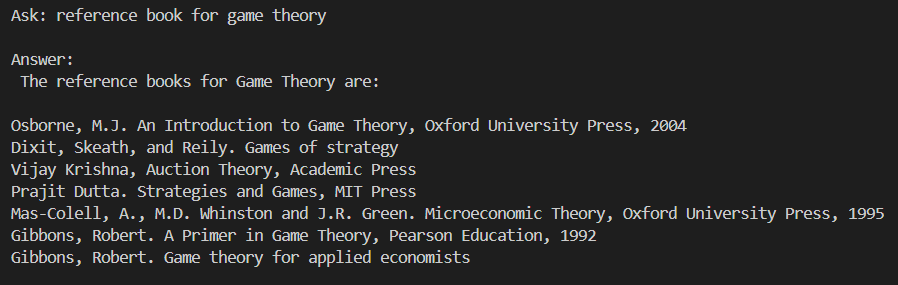 Ask: reference book for game theory
Answer:
The reference books for Game Theory are:
Osborne, M.J. An Introduction to Game Theory, Oxford University Press, 2004
Dixit, Skeath, and Reily. Games of strategy
Vijay Krishna, Auction Theory, Academic Press
Prajit Dutta. Strategies and Games, MIT Press
Mas-Colell, A., M.D. Whinston and J.R. Green. Microeconomic Theory, Oxford University Press, 1995
Gibbons, Robert. A Primer in Game Theory, Pearson Education, 1992
Gibbons, Robert. Game theory for applied economists